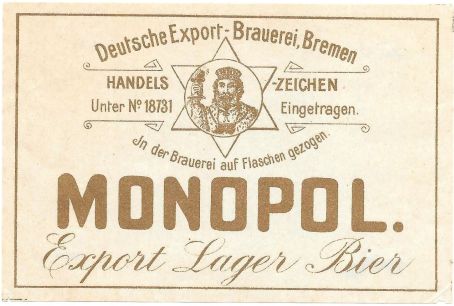 Deutsche Export-Brauerei, Bremen
HANDELS-ZEICHEN
Unter No 18731 Eingetragen.
In der Brauerei auf Flaschen gezogen.
MONOPOL.
Export Lager Bier